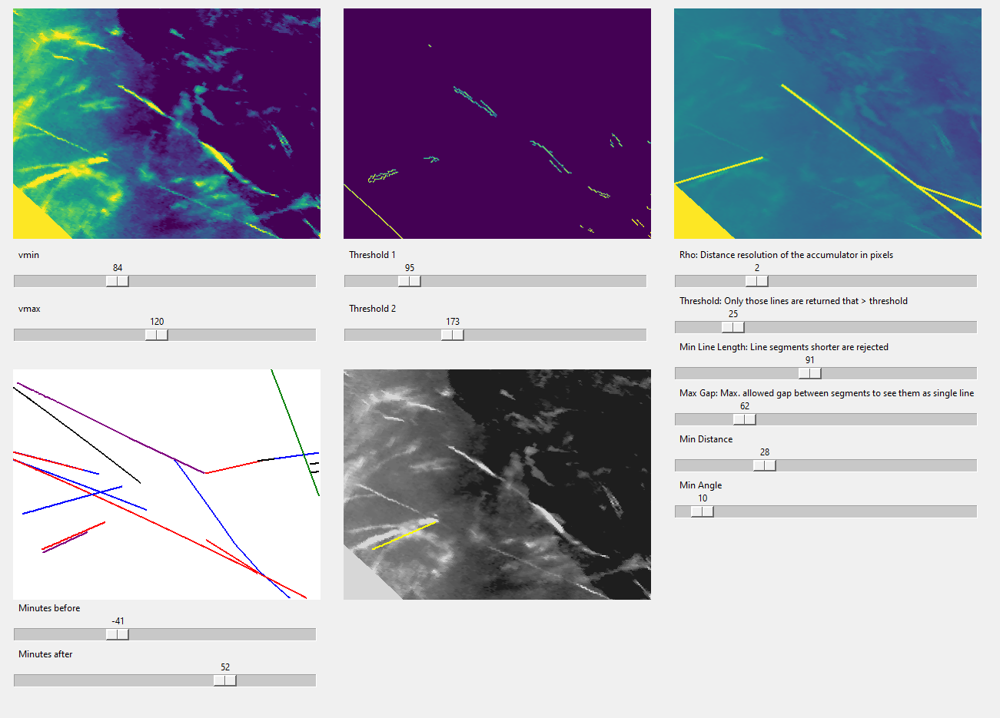 vmin
84
vmax
120
Threshold 1
95
Threshold 2
173
Rho: Distance resolution of the accumulator in pixels
2
Threshold: Only those lines are returned that > threshold
25
Min Line Length: Line segments shorter are rejected
91
Max Gap: Max. allowed gap between segments to see them as single line
62
Min Distance
28
Min Angle
10
Minutes before
-41
Minutes after
52